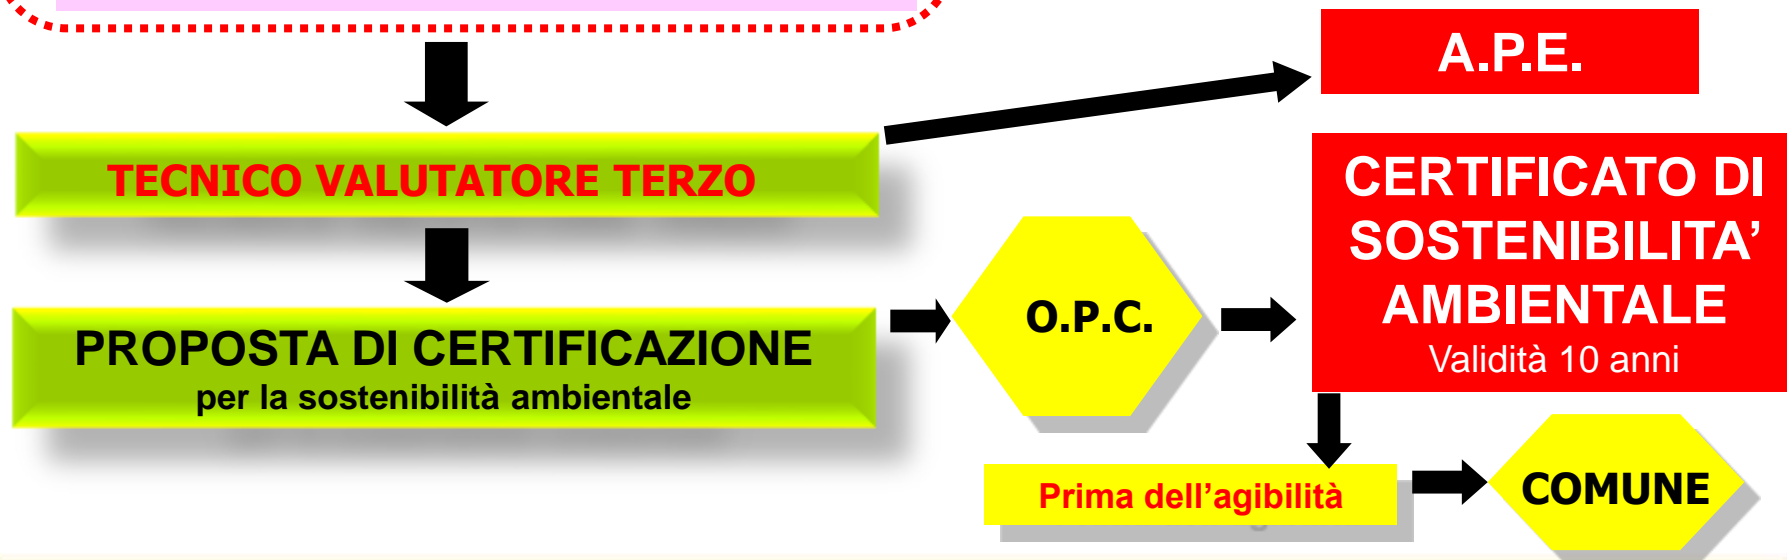 A.P.E.
TECNICO VALUTATORE TERZO
CERTIFICATO DI
SOSTENIBILITA’
AMBIENTALE
Validità 10 anni
PROPOSTA DI CERTIFICAZIONE
per la sostenibilità ambientale
O.P.C.
Prima dell’agibilità
COMUNE